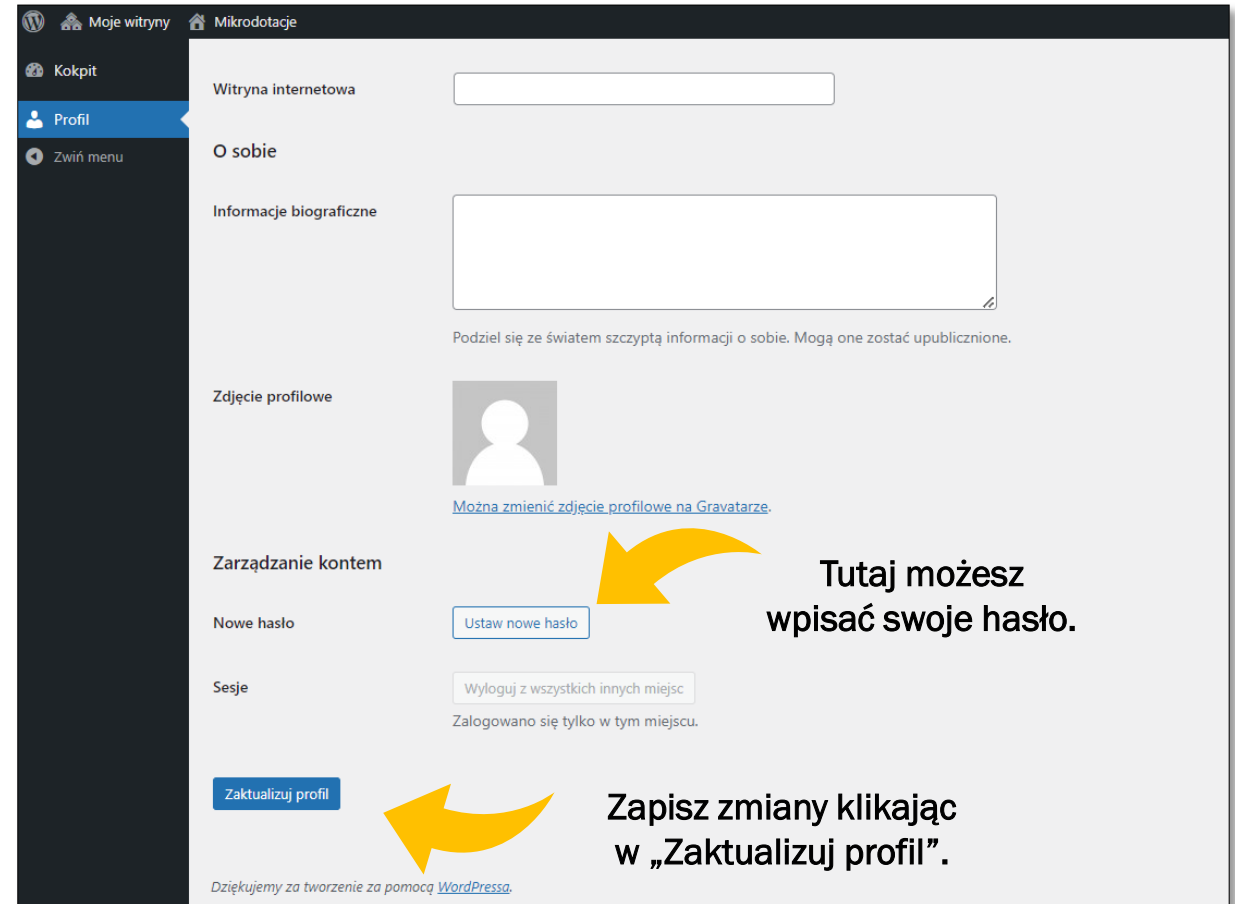 Moje witryny Mikrodotacje
Kokpit
Profil
Zwiń menu
Witryna internetowa
O sobie
Informacje biograficzne
Podziel się ze światem szczyptą informacji o sobie. Mogą one zostać upublicznione.
Zdjęcie profilowe
Można zmienić zdjęcie profilowe na Gravatarze.
Zarządzanie kontem
Tutaj możesz
wpisać swoje hasło.
Nowe hasło
Ustaw nowe hasło
Sesje
Wyloguj z wszystkich innych miejsc
Zalogowano się tylko w tym miejscu.
Zaktualizuj profil
Zapisz zmiany klikając
w „Zaktualizuj profil”.
Dziękujemy za tworzenie za pomocą WordPressa.